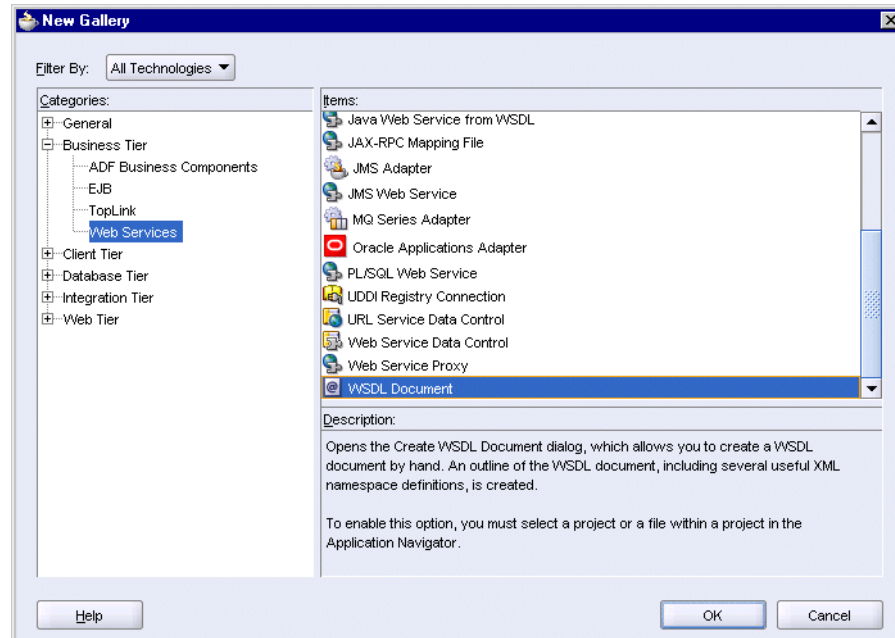 New Gallery
Filter By: All Technologies
Categories:
General
Business Tier
ADF Business Components
EJB
TopLink
Web Services
Client Tier
Database Tier
Integration Tier
Web Tier
Items:
Java Web Service from WSDL
JAX-RPC Mapping File
JMS Adapter
JMS Web Service
MQ Series Adapter
Oracle Applications Adapter
PL/SQL Web Service
UDDI Registry Connection
URL Service Data Control
Web Service Data Control
Web Service Proxy
WSDL Document
Description:
Opens the Create WSDL Document dialog, which allows you to create a WSDL
document by hand. An outline of the WSDL document, including several useful XML
namespace definitions, is created.
To enable this option, you must select a project or a file within a project in the
Application Navigator.
Help
OK
Cancel